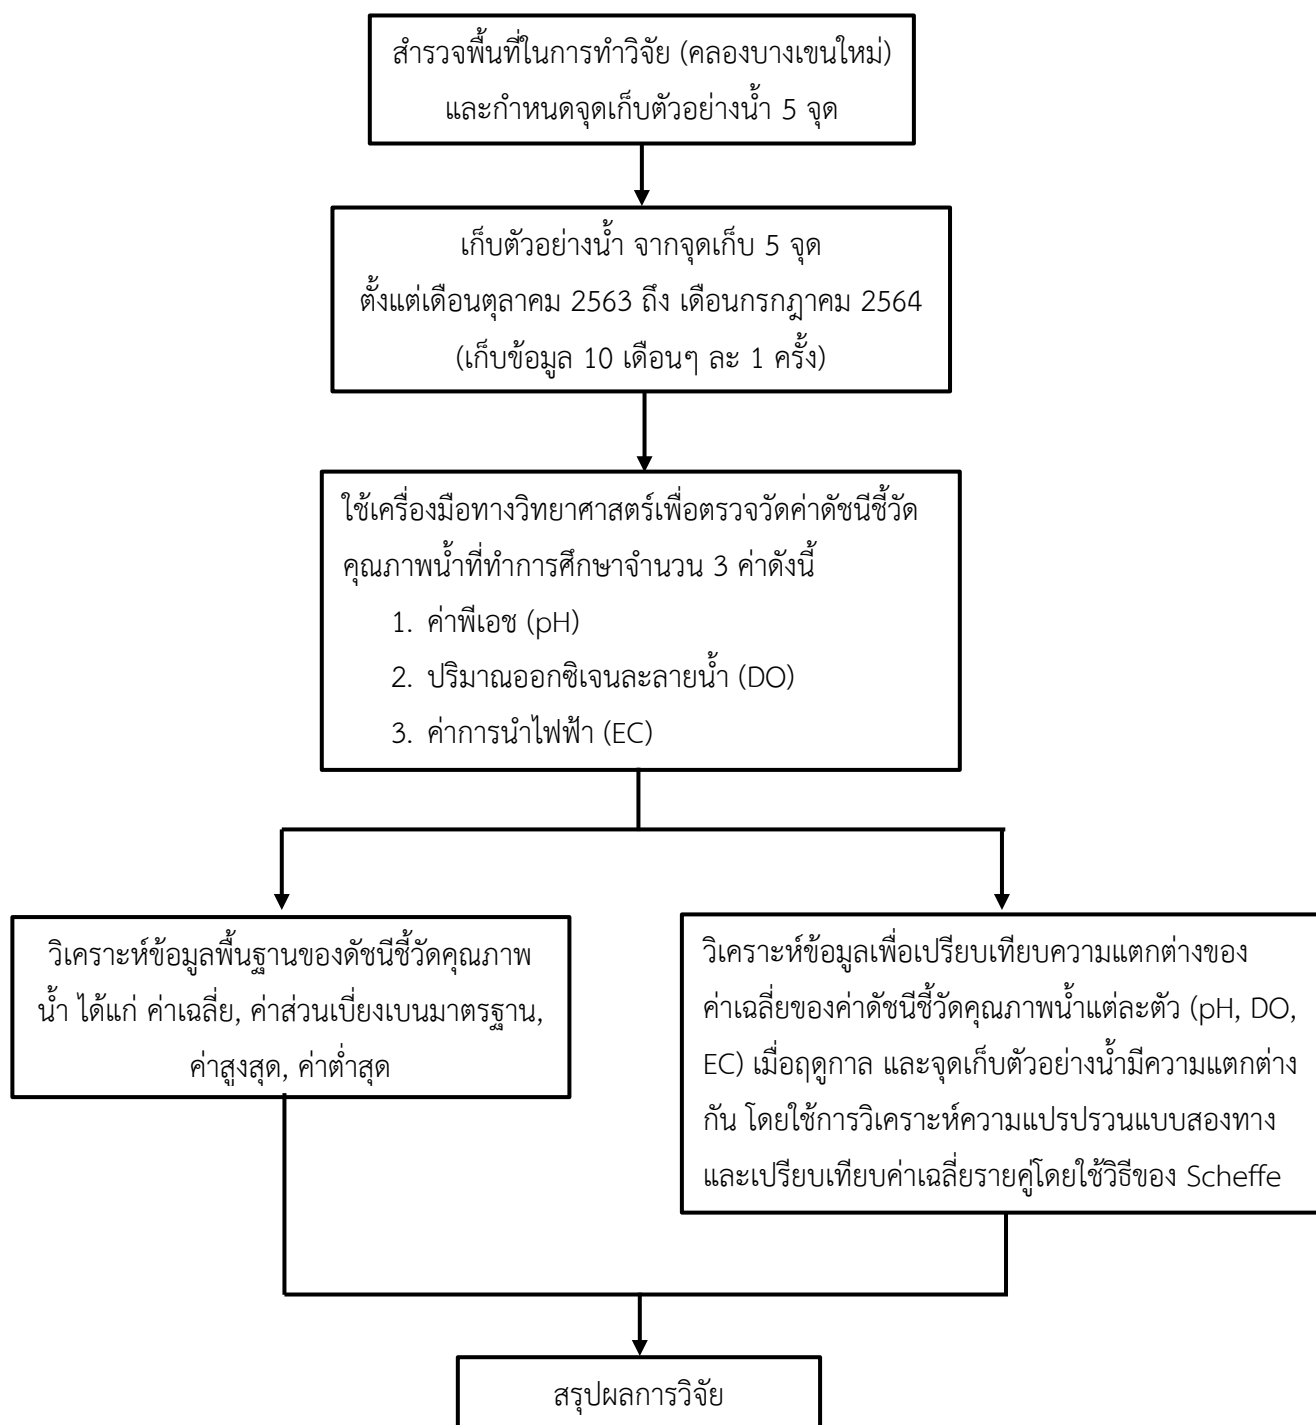 สำรวจพื้นที่ในการทำวิจัย (คลองบางเขนใหม่)
และกำหนดจุดเก็บตัวอย่างน้ำ 5 จุด
เก็บตัวอย่างน้ำ จากจุดเก็บ 5 จุด
ตั้งแต่เดือนตุลาคม 2563 ถึง เดือนกรกฎาคม 2564
(เก็บข้อมูล 10 เดือนๆ ละ 1 ครั้ง)
ใช้เครื่องมือทางวิทยาศาสตร์เพื่อตรวจวัดค่าดัชนีชี้วัด
คุณภาพน้ำที่ทำการศึกษาจำนวน 3 ค่าดังนี้
1. ค่าพีเอช (pH)
2. ปริมาณออกซิเจนละลายน้ำ (DO)
3. ค่าการนำไฟฟ้า (EC)
วิเคราะห์ข้อมูลพื้นฐานของดัชนีชี้วัดคุณภาพ
น้ำ ได้แก่ ค่าเฉลี่ย, ค่าส่วนเบี่ยงเบนมาตรฐาน,
ค่าสูงสุด, ค่าต่ำสุด
วิเคราะห์ข้อมูลเพื่อเปรียบเทียบความแตกต่างของ
ค่าเฉลี่ยของค่าดัชนีชี้วัดคุณภาพน้ำแต่ละตัว (pH, DO,
EC) เมื่อฤดูกาล และจุดเก็บตัวอย่างน้ำมีความแตกต่าง
กัน โดยใช้การวิเคราะห์ความแปรปรวนแบบสองทาง
และเปรียบเทียบค่าเฉลี่ยรายคู่โดยใช้วิธีของ Scheffe
สรุปผลการวิจัย